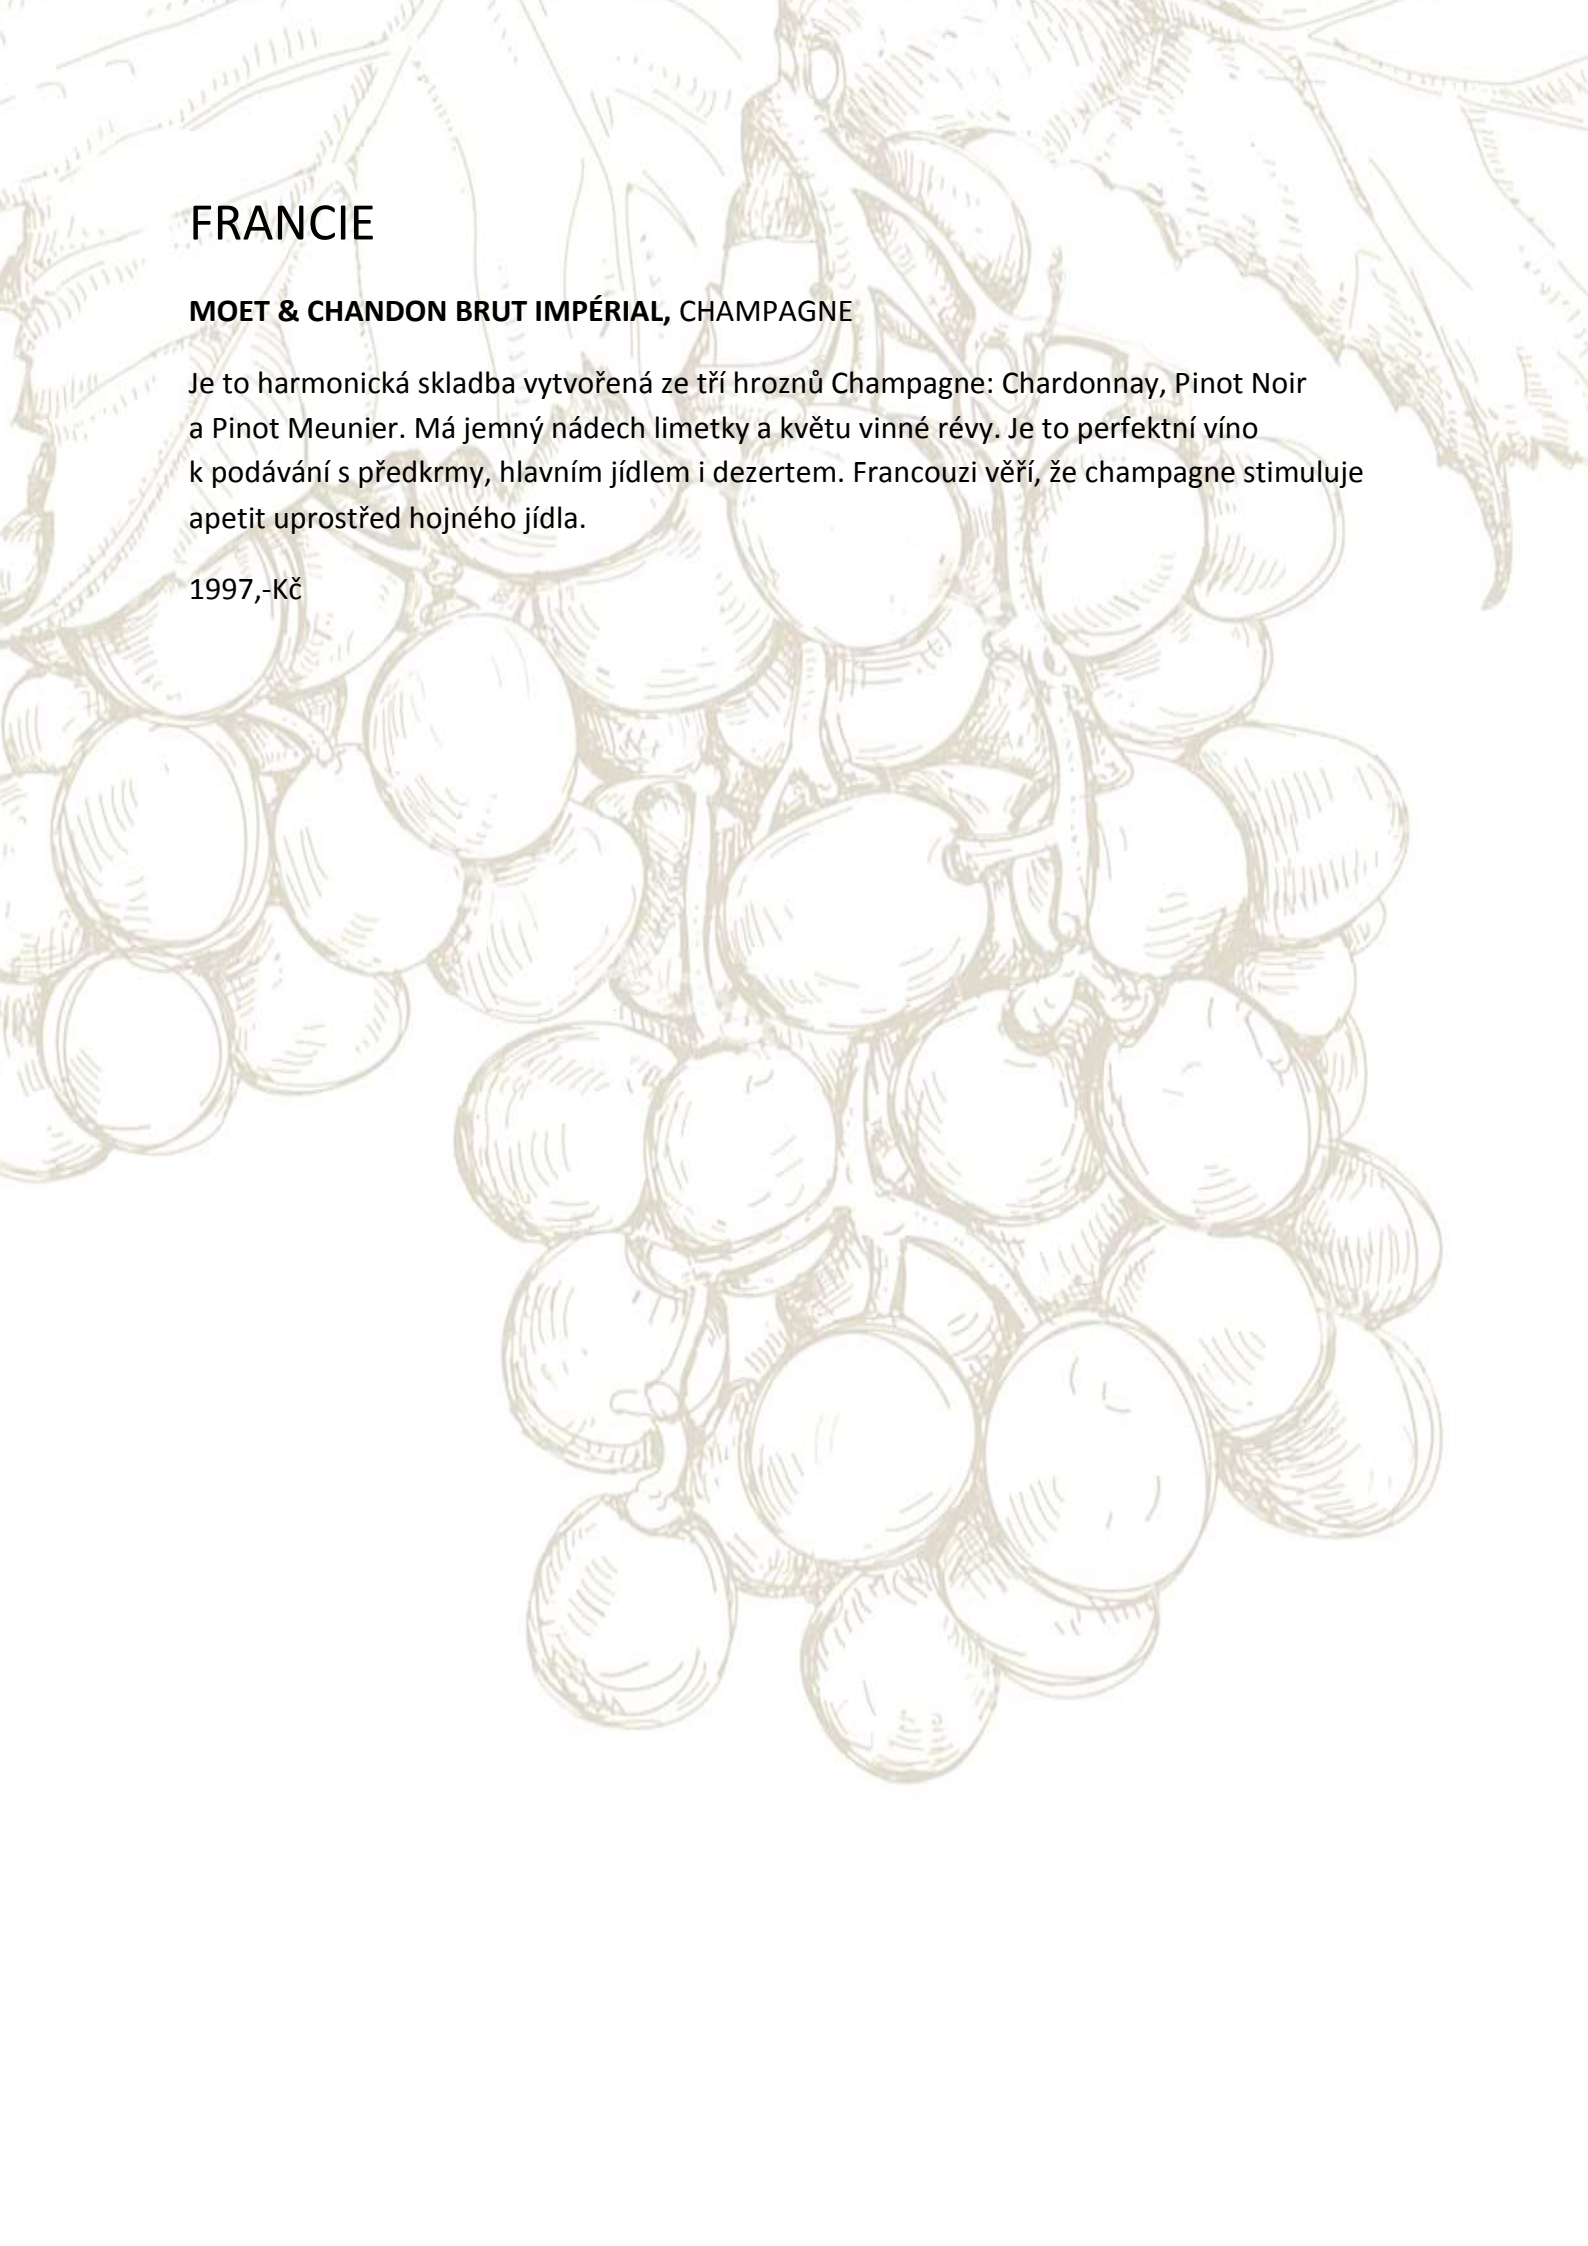 FRANCIE
MOET & CHANDON BRUT IMPÉRIAL, CHAMPAGNE
Je to harmonická skladba vytvořená ze tří hroznů Champagne: Chardonnay, Pinot Noir
a Pinot Meunier. Má jemný nádech limetky a květu vinné révy. Je to perfektní víno
k podávání s předkrmy, hlavním jídlem i dezertem. Francouzi věří, že champagne stimuluje
apetit uprostřed hojného jídla.
1997,-Kč